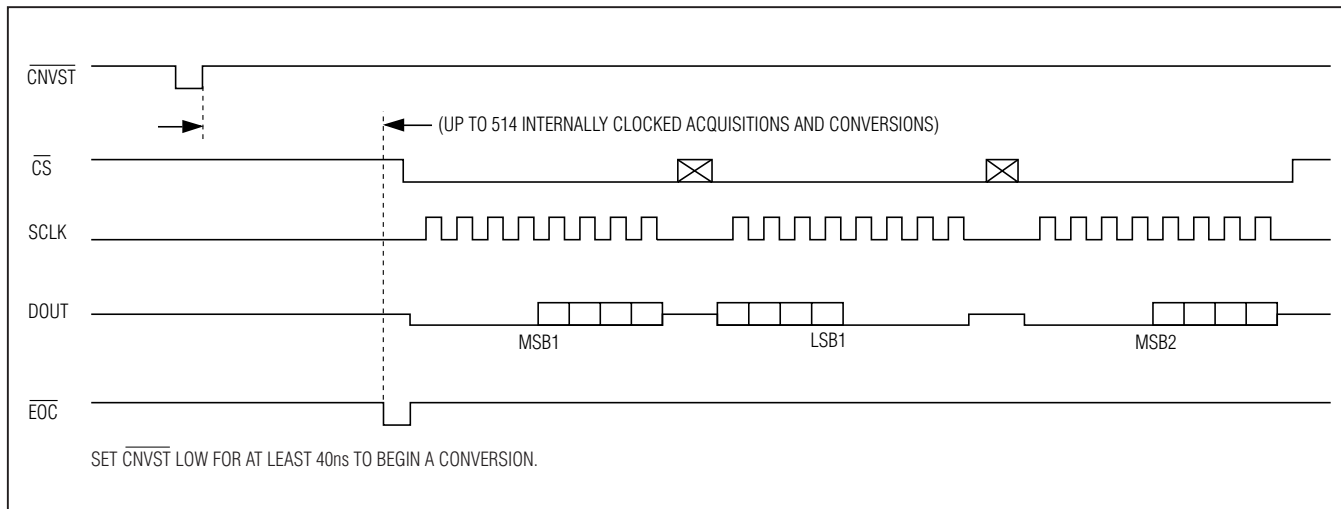 CNVST
(UP TO 514 INTERNALLY CLOCKED ACQUISITIONS AND CONVERSIONS)
CS
SCLK
DOUT
MSB1 LSB1 MSB2
EOC
SET CNVST LOW FOR AT LEAST 40ns TO BEGIN A CONVERSION.